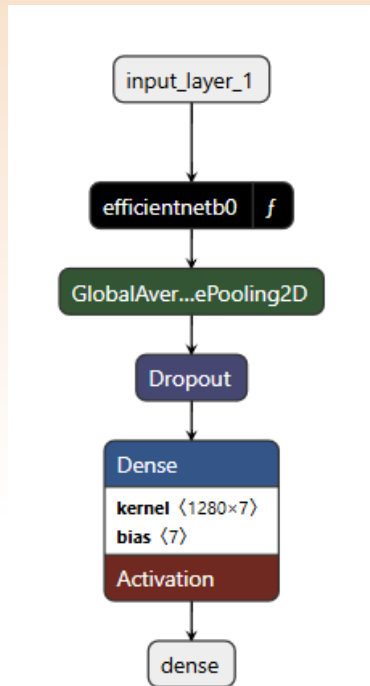 input_layer_1
efficientnetb0 ƒ
GlobalAver...ePooling2D
Dropout
Dense
kernel 〈1280×7〉
bias 〈7〉
Activation
dense